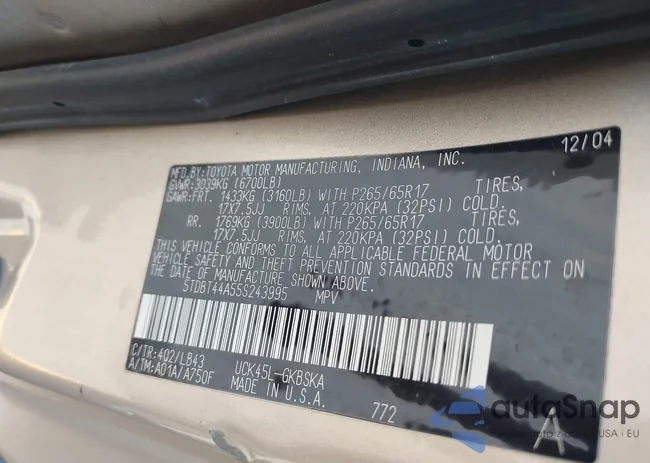 12/04
MFD.BY:TOYOTA MOTOR MANUFACTURING, INDIANA, INC.
GVWR:3039KG (6700LB)
GAWR:FRT. 1433KG (3160LB) WITH P265/65R17 TIRES,
17X7.5JJ RIMS, AT 220KPA (32PSI) COLD.
RR. 1769KG (3900LB) WITH P265/65R17 TIRES,
17X7.5JJ RIMS, AT 220KPA (32PSI) COLD.
THIS VEHICLE CONFORMS TO ALL APPLICABLE FEDERAL MOTOR
VEHICLE SAFETY AND THEFT PREVENTION STANDARDS IN EFFECT ON
THE DATE OF MANUFACTURE SHOWN ABOVE.
5TDBT44A55S243995 MPV
C/TR:402/LB43 UCK45L-GKBSKA
A/TM:A01A/A750F MADE IN U.S.A.
772 A
autoSnap
USA i EU